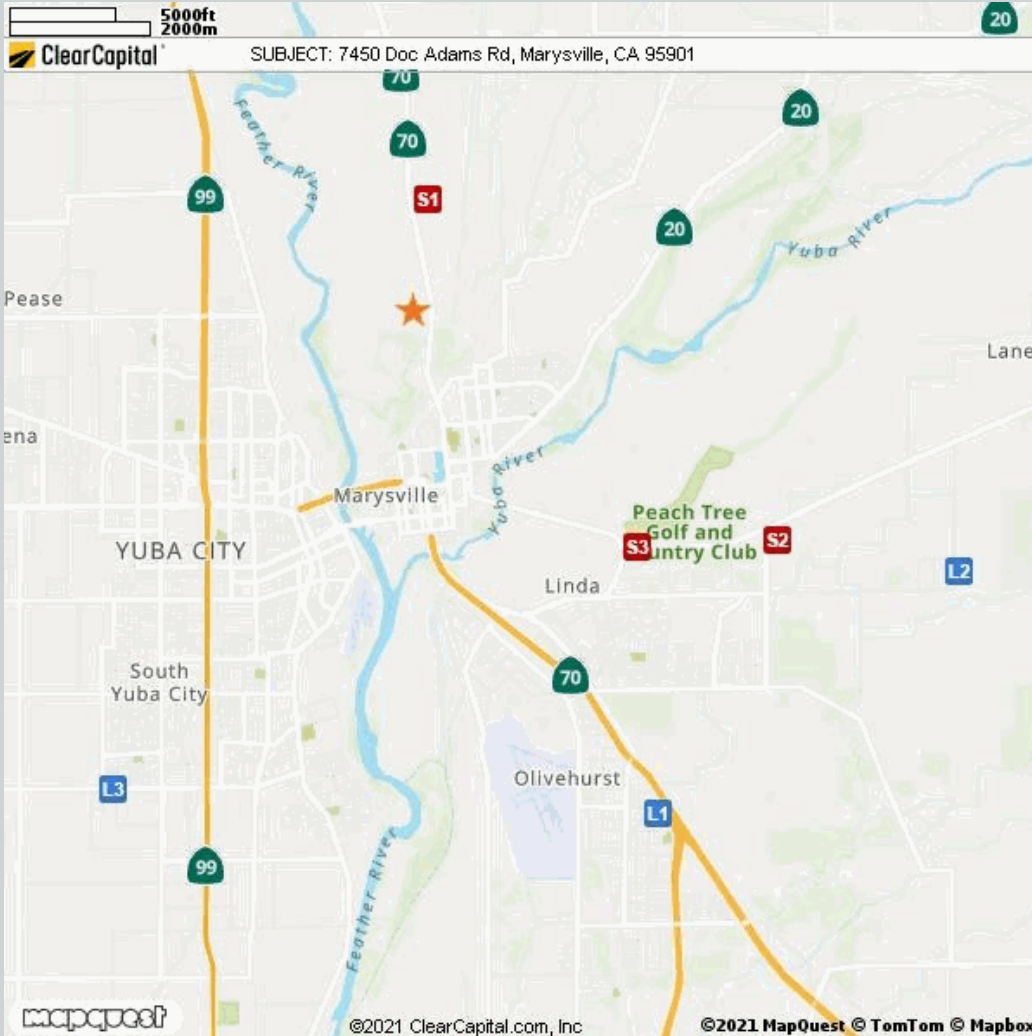 5000ft
2000m
20
ClearCapital
SUBJECT: 7450 Doc Adams Rd, Marysville, CA 95901
70
70
20
Feather River
99
S1
20
Yuba River
Pease
Lane
ena
Yuba River
Marysville
Peach Tree
Golf and
untry Club
S3
S2
YUBA CITY
L2
Linda
South
Yuba City
70
Olivehurst
L3
L1
99
Feather River
mapquest
©2021 ClearCapital.com, Inc
©2021 MapQuest © TomTom © Mapbox